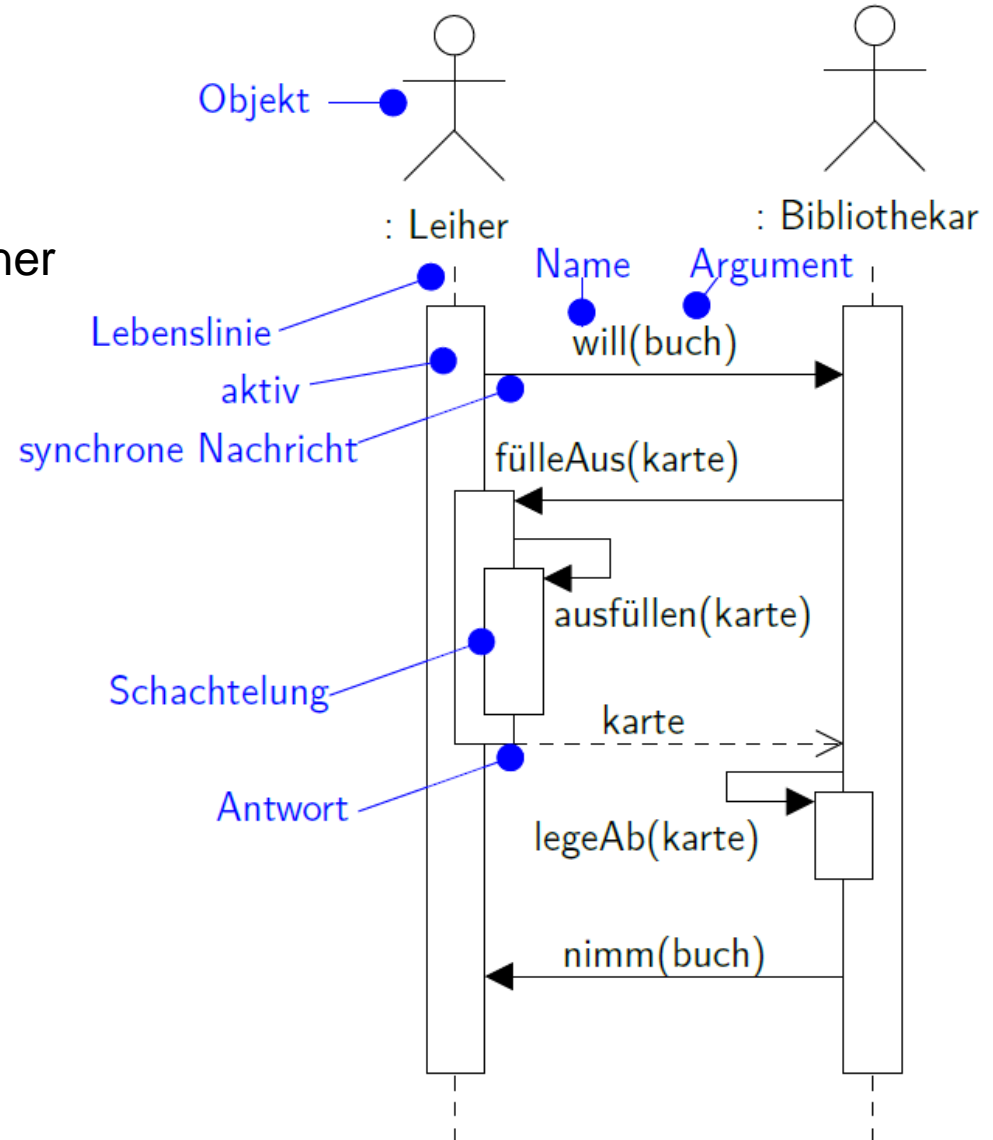 Objekt
: Leiher
: Bibliothekar
ner
Name
Argument
Lebenslinie
will(buch)
aktiv
synchrone Nachricht
fülleAus(karte)
ausfüllen(karte)
Schachtelung
karte
Antwort
legeAb(karte)
nimm(buch)